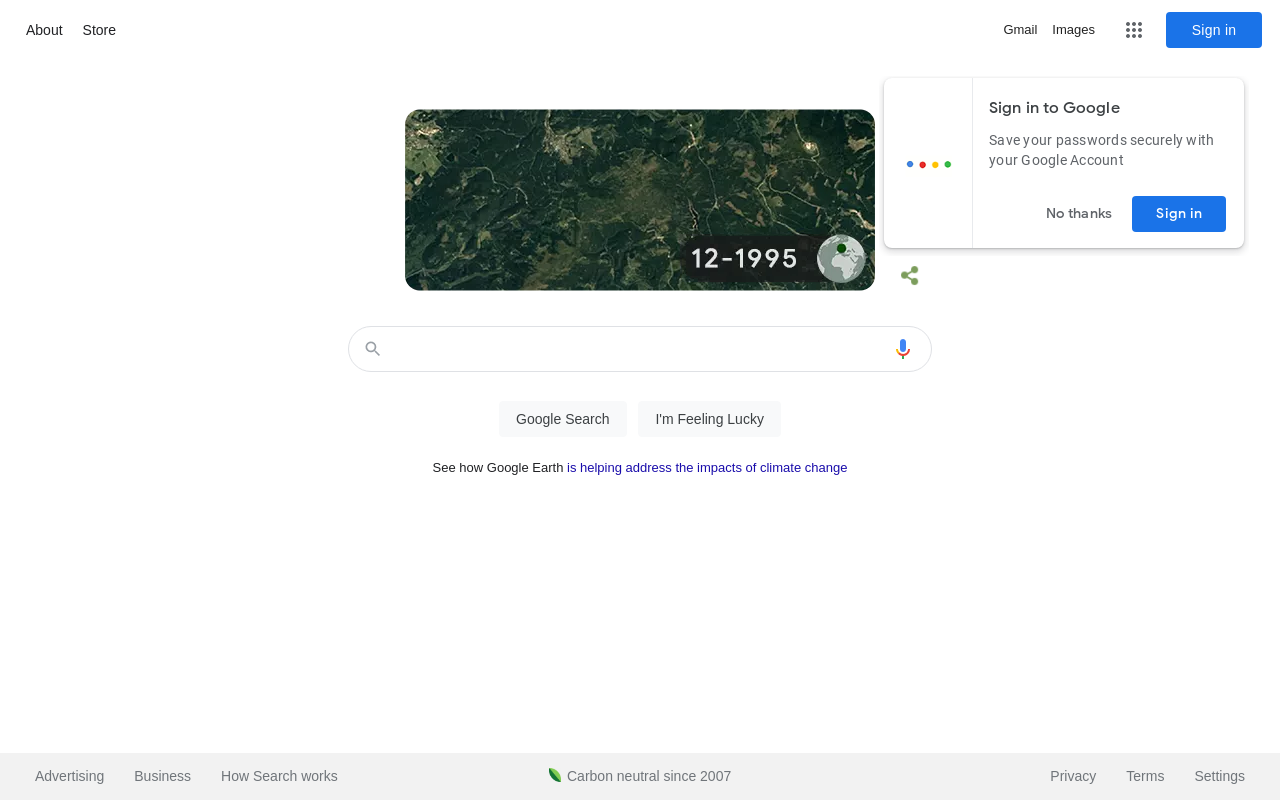 About Store
Gmail Images Sign in
Sign in to Google
Save your passwords securely with
your Google Account
No thanks Sign in
12-1995
Google Search I'm Feeling Lucky
See how Google Earth is helping address the impacts of climate change
Advertising Business How Search works Carbon neutral since 2007 Privacy Terms Settings